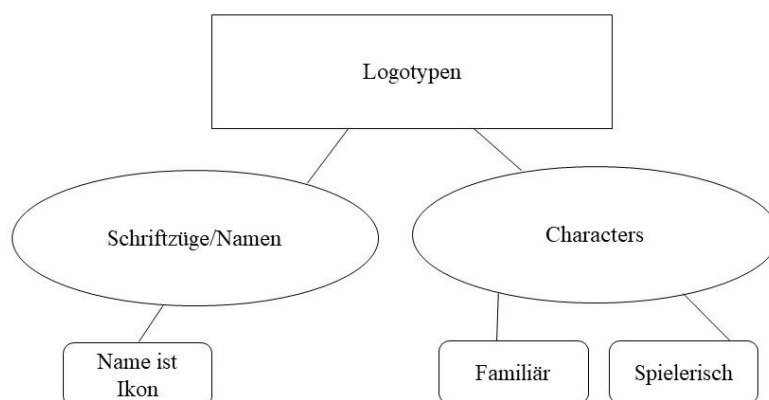 Logotypen
Schriftzüge/Namen
Characters
Name ist
Ikon
Familiär
Spielerisch